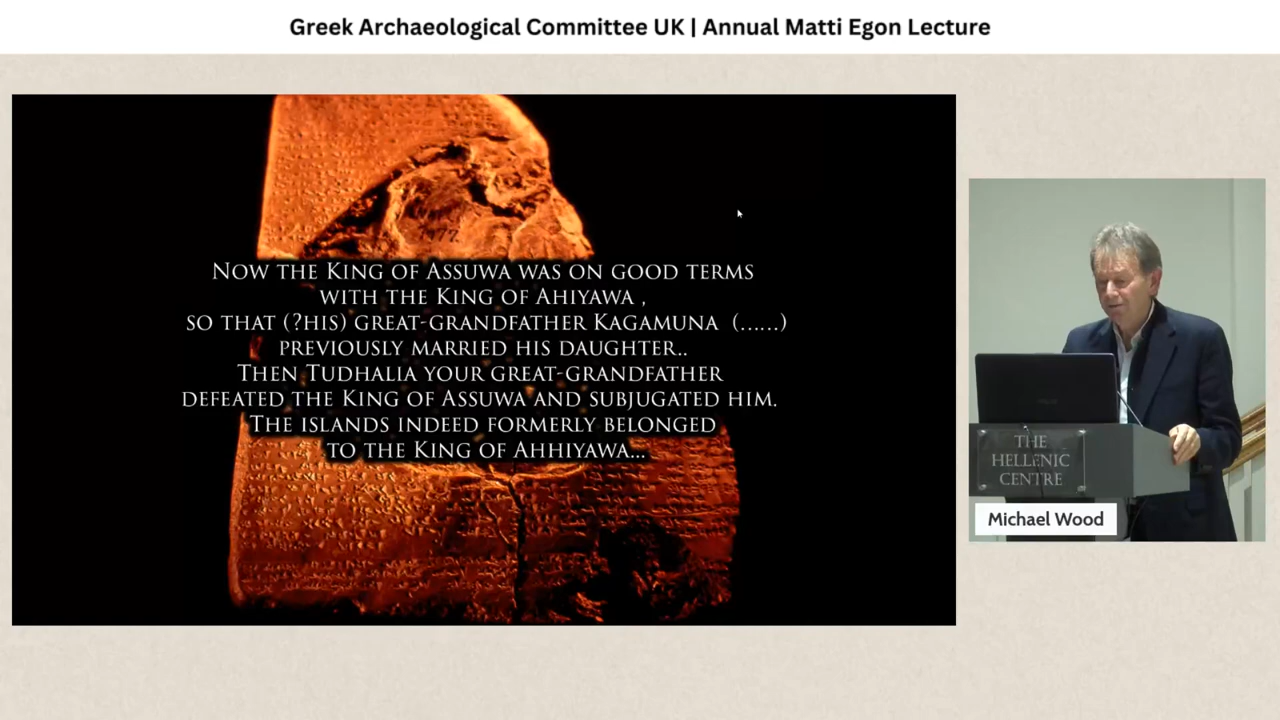 Greek Archaeological Committee UK | Annual Matti Egon Lecture
Now the King of Assuwa was on good terms
with the King of Ahiyawa ,
so that (?his) great-grandfather Kagamuna (......)
previously married his daughter..
Then Tudhalia your great-grandfather
defeated the King of Assuwa and subjugated him.
The islands indeed formerly belonged
to the King of Ahhiyawa...
THE
HELLENIC
CENTRE
Michael Wood